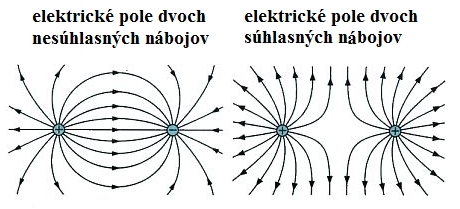 elektrické pole dvoch
nesúhlasných nábojov
elektrické pole dvoch
súhlasných nábojov
+
−
+
+